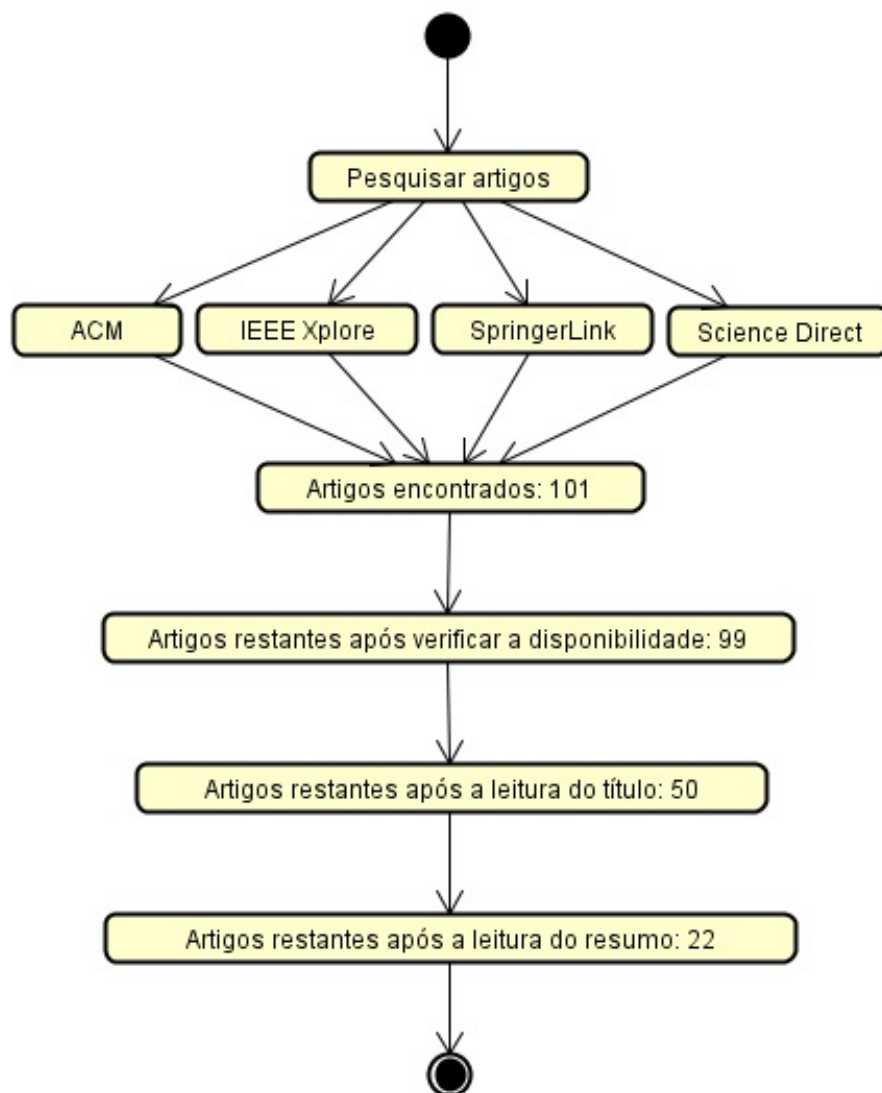 Pesquisar artigos
ACM
IEEE Xplore
SpringerLink
Science Direct
Artigos encontrados: 101
Artigos restantes após verificar a disponibilidade: 99
Artigos restantes após a leitura do título: 50
Artigos restantes após a leitura do resumo: 22